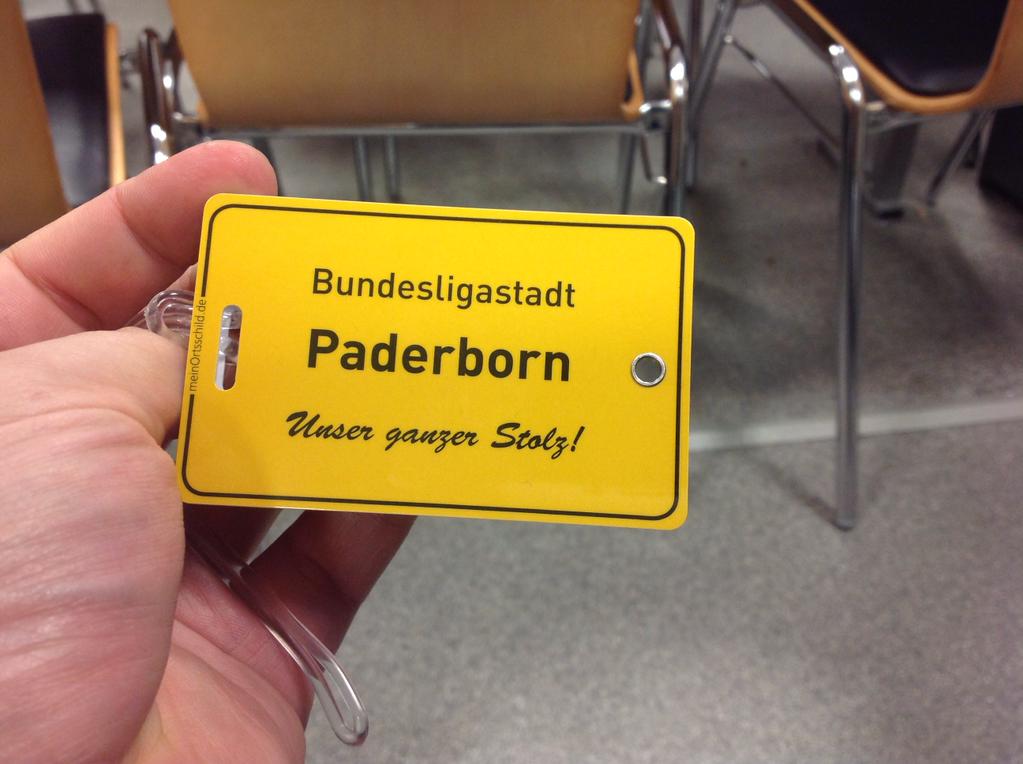 Bundesligastadt
Paderborn
Unser ganzer Stolz!
meinOrtsschild.de